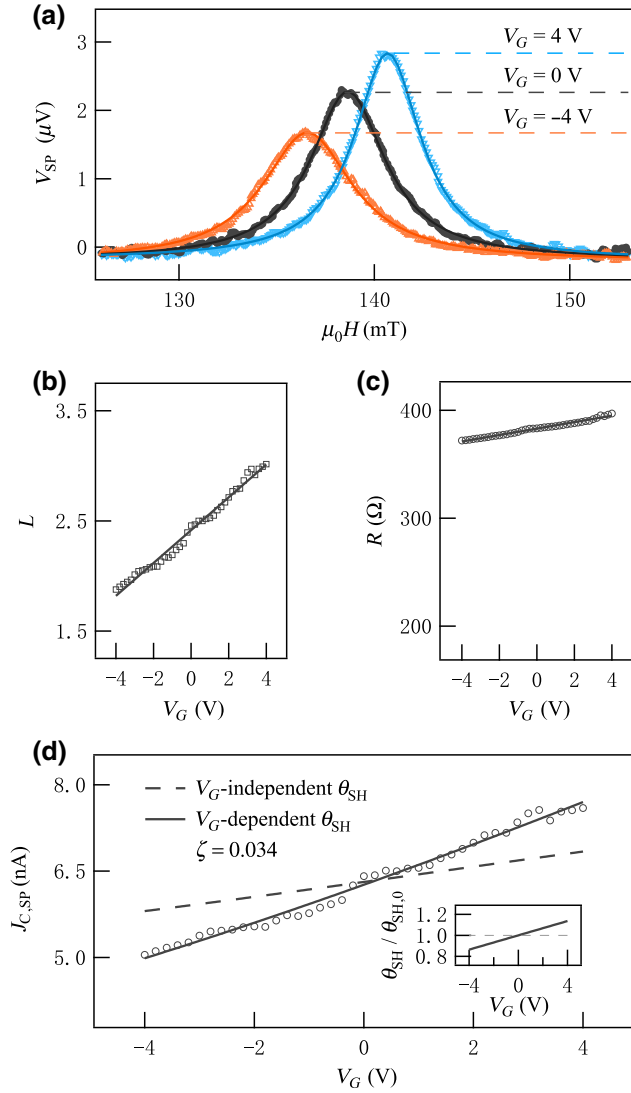 (a)
V_G = 4 V
V_G = 0 V
V_G = −4 V
3
2
1
0
V_SP (μV)
130
140
150
μ₀H (mT)
(b)
3.5
2.5
1.5
L
−4
−2
0
2
4
V_G (V)
(c)
400
300
200
R (Ω)
−4
−2
0
2
4
V_G (V)
(d)
8.0
6.5
5.0
J_C,SP (nA)
V_G-independent θ_SH
V_G-dependent θ_SH
ζ = 0.034
−4
−2
0
2
4
V_G (V)
1.2
1.0
0.8
θ_SH / θ_SH,0
−4
0
4
V_G (V)